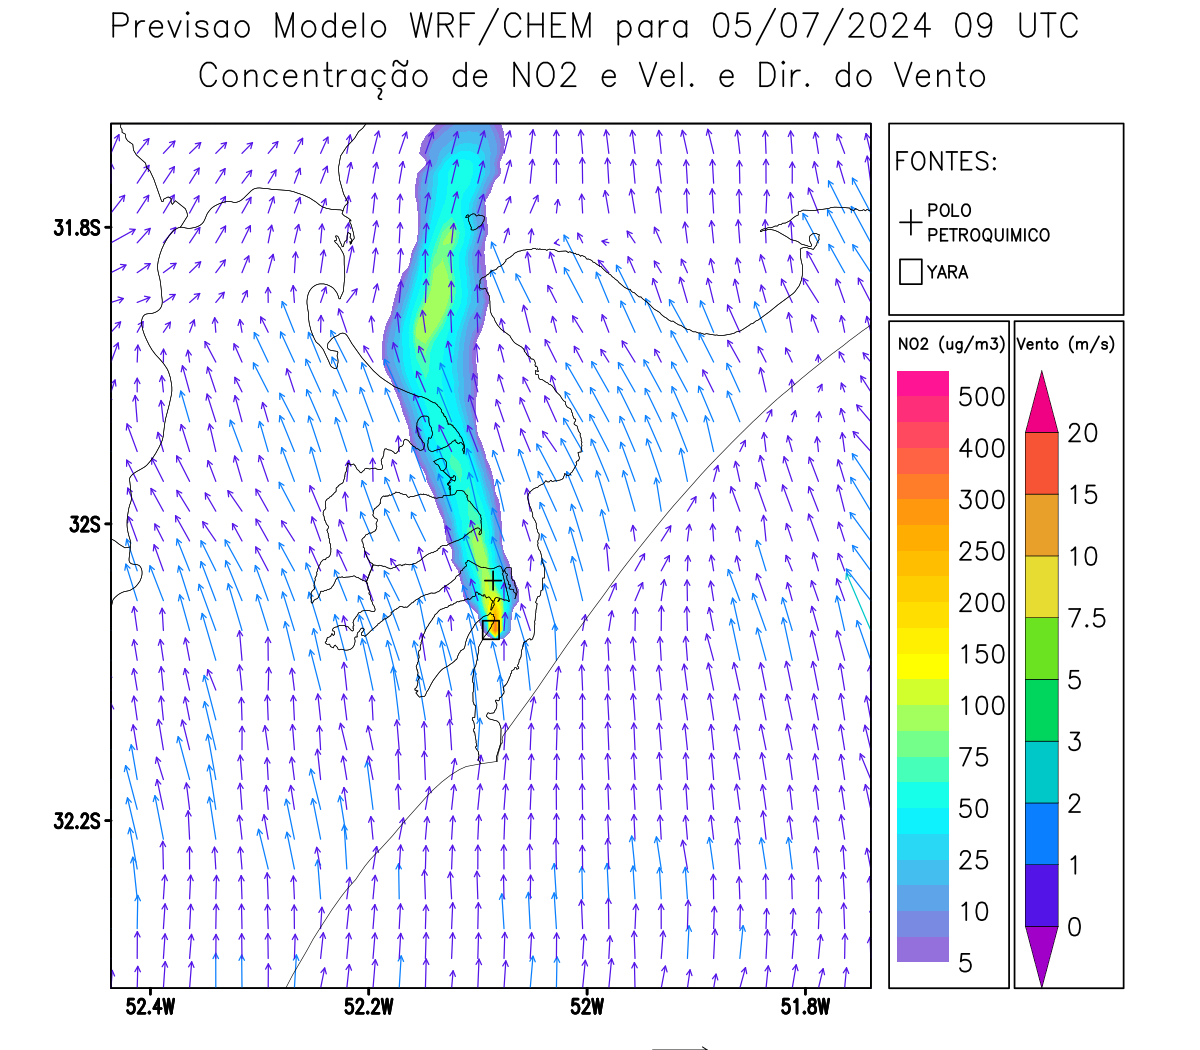 Previsao Modelo WRF/CHEM para 05/07/2024 09 UTC
Concentração de NO2 e Vel. e Dir. do Vento
FONTES:
POLO
PETROQUIMICO
YARA
31.8S
32S
32.2S
52.4W
52.2W
52W
51.8W
NO2 (ug/m3)
500
400
300
250
200
150
100
75
50
25
10
5
Vento (m/s)
20
15
10
7.5
5
3
2
1
0